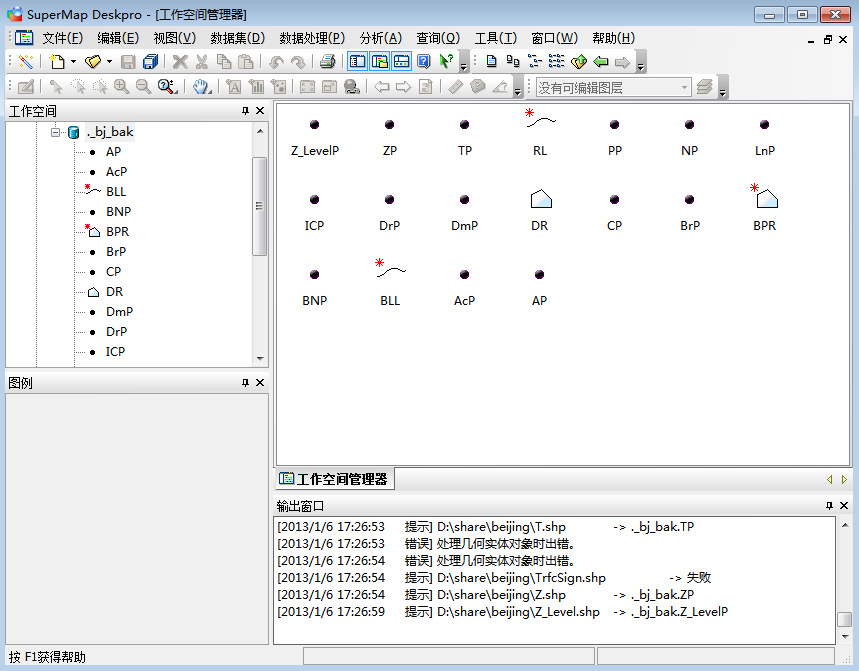 SuperMap Deskpro - [工作空间管理器]
文件(F) 编辑(E) 视图(V) 数据集(D) 数据处理(P) 分析(A) 查询(Q) 工具(T) 窗口(W) 帮助(H)
没有可编辑图层
工作空间
._bj_bak
AP
AcP
BLL
BNP
BPR
BrP
CP
DR
DmP
DrP
ICP
图例
Z_LevelP ZP TP RL PP NP LnP
ICP DrP DmP DR CP BrP BPR
BNP BLL AcP AP
工作空间管理器
输出窗口
[2013/1/6 17:26:53 提示] D:\share\beijing\T.shp -> ._bj_bak.TP
[2013/1/6 17:26:53 错误] 处理几何实体对象时出错。
[2013/1/6 17:26:54 错误] 处理几何实体对象时出错。
[2013/1/6 17:26:54 提示] D:\share\beijing\TrfcSign.shp -> 失败
[2013/1/6 17:26:54 提示] D:\share\beijing\Z.shp -> ._bj_bak.ZP
[2013/1/6 17:26:59 提示] D:\share\beijing\Z_Level.shp -> ._bj_bak.Z_LevelP
按 F1获得帮助